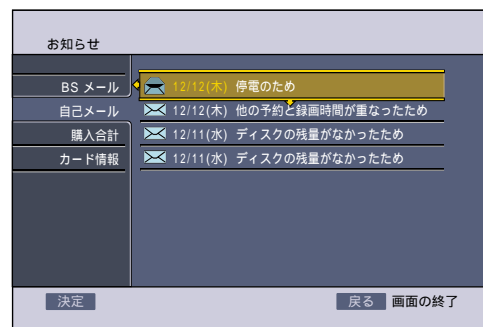 お知らせ
BS メール
自己メール
購入合計
カード情報
12/12(木) 停電のため
12/12(木) 他の予約と録画時間が重なったため
12/11(水) ディスクの残量がなかったため
12/11(水) ディスクの残量がなかったため
決定
戻る 画面の終了